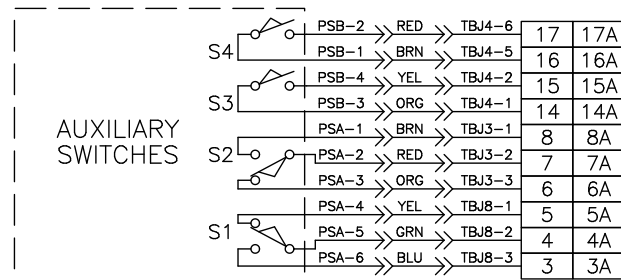 PSB-2 RED TBJ4-6 17 17A
S4
PSB-1 BRN TBJ4-5 16 16A
PSB-4 YEL TBJ4-2 15 15A
S3
PSB-3 ORG TBJ4-1 14 14A
AUXILIARY
SWITCHES
PSA-1 BRN TBJ3-1 8 8A
S2
PSA-2 RED TBJ3-2 7 7A
PSA-3 ORG TBJ3-3 6 6A
PSA-4 YEL TBJ8-1 5 5A
S1
PSA-5 GRN TBJ8-2 4 4A
PSA-6 BLU TBJ8-3 3 3A